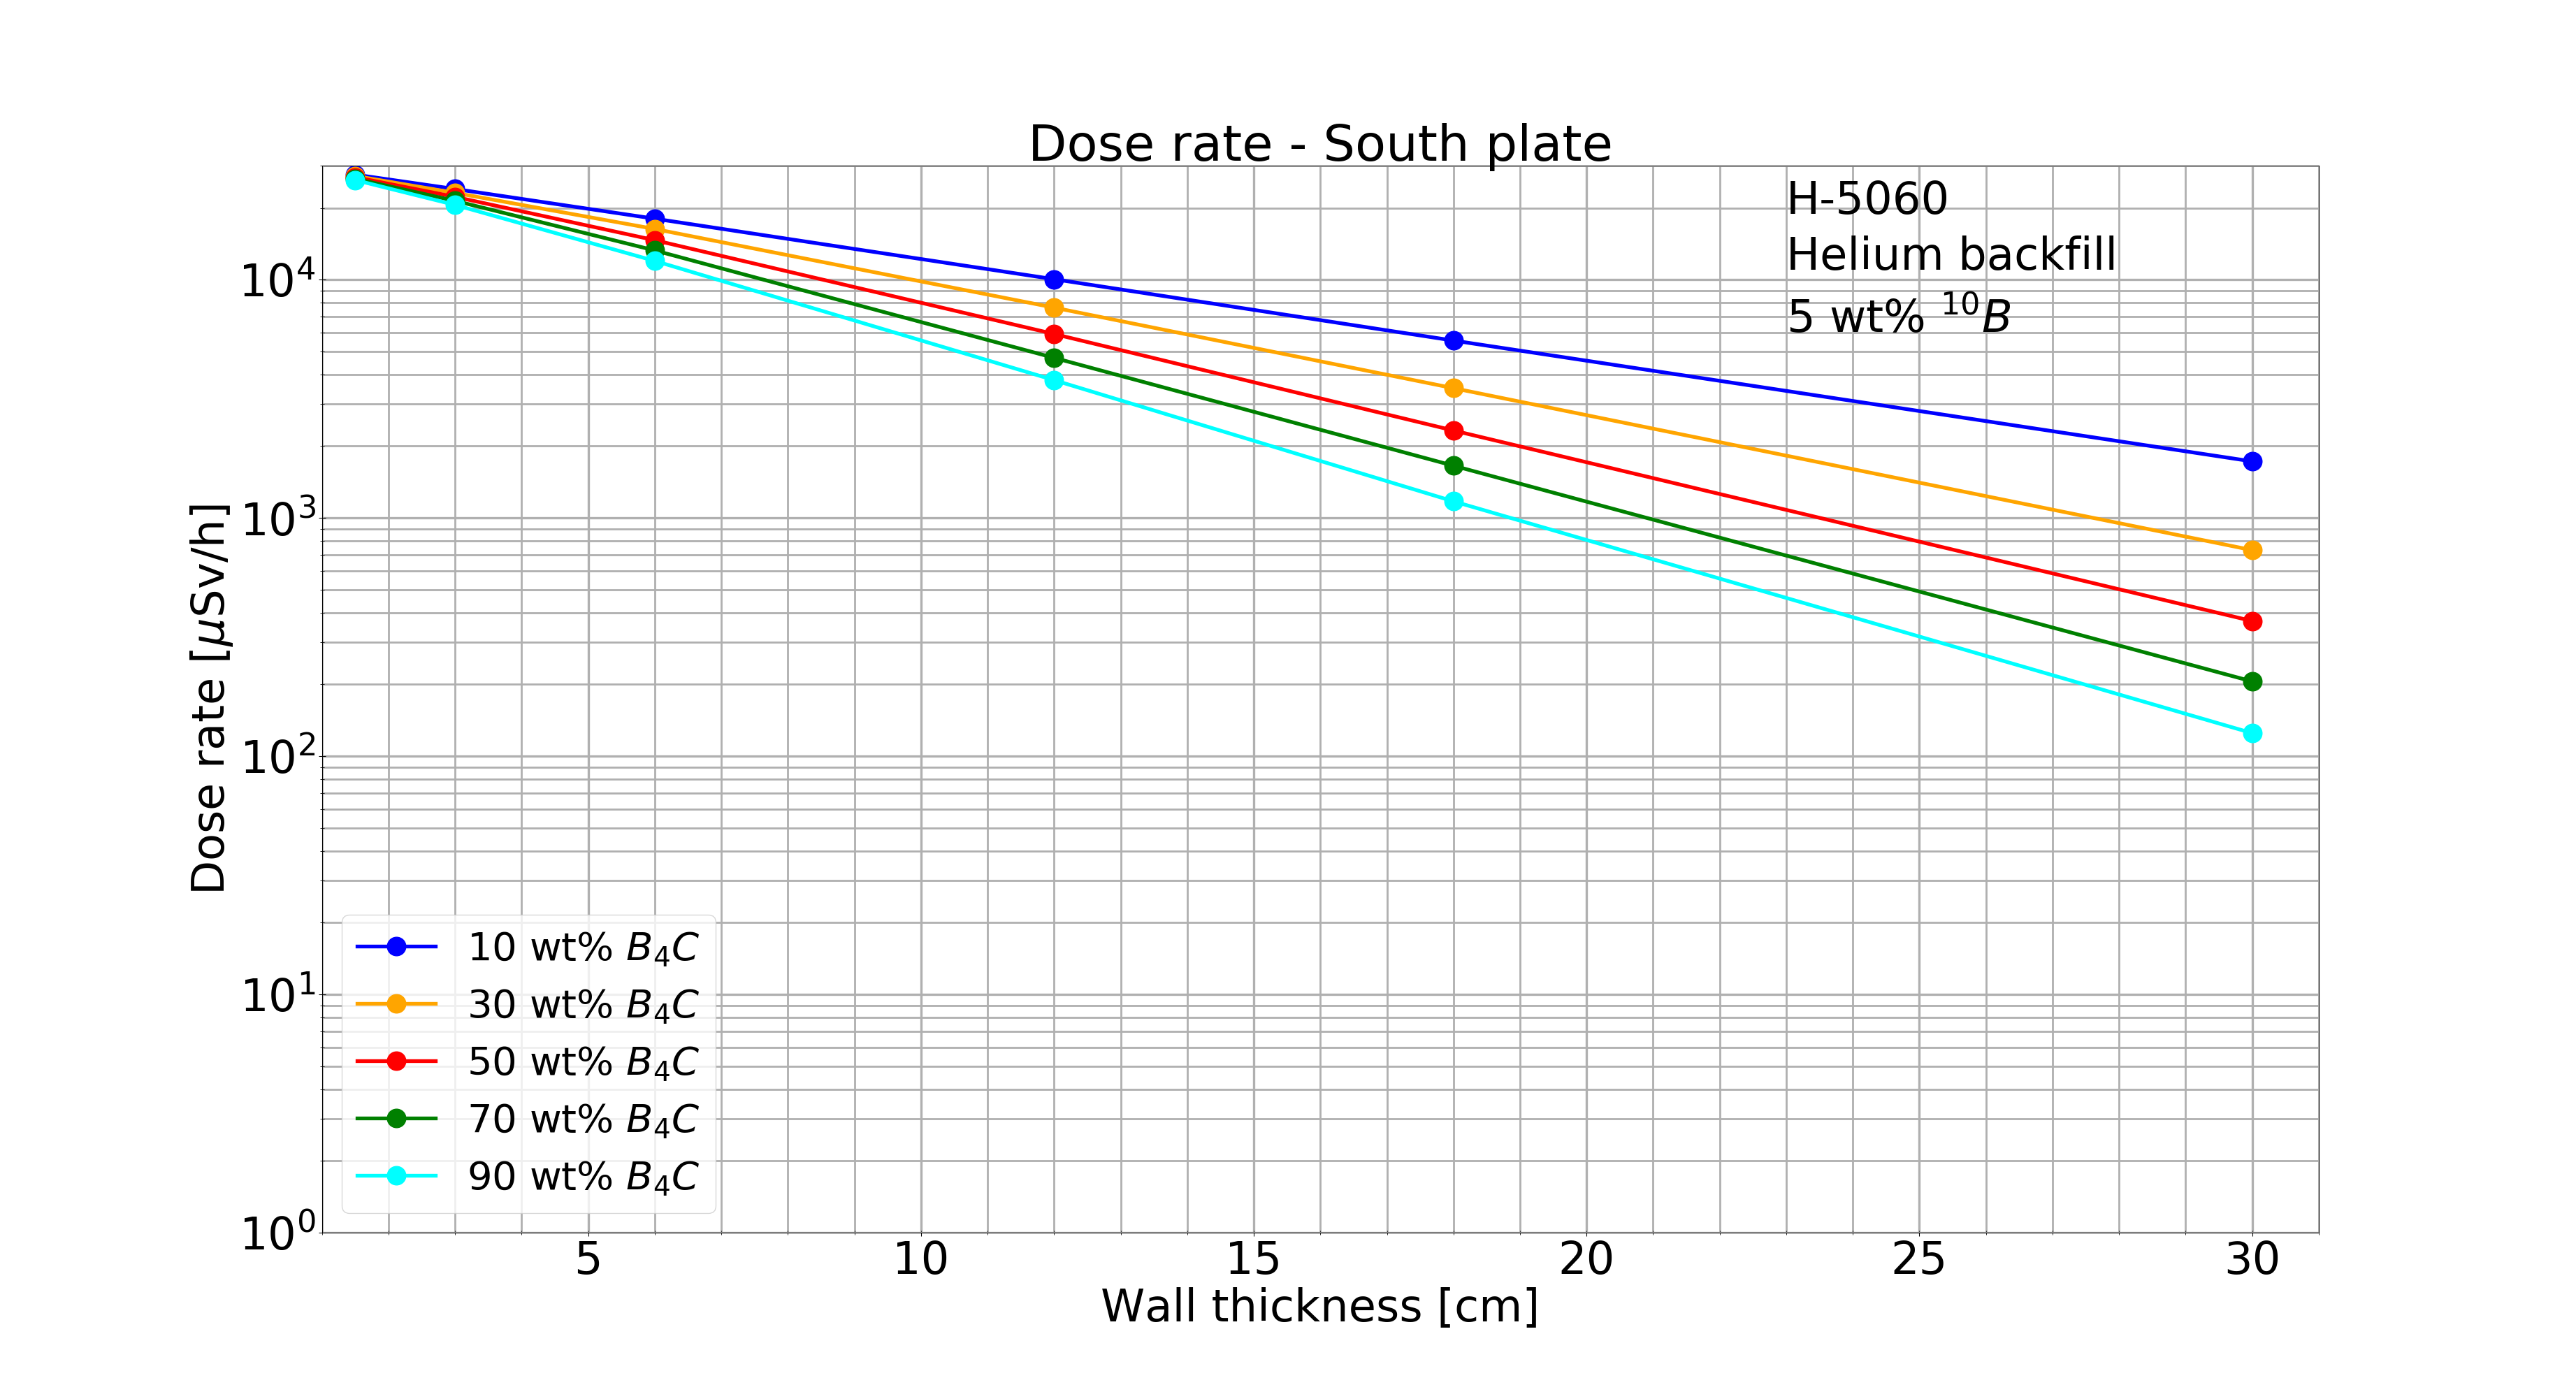 Dose rate - South plate
H-5060
Helium backfill
5 wt% ¹⁰B
Dose rate [μSv/h]
10⁴
10³
10²
10¹
10⁰
10 wt% B₄C
30 wt% B₄C
50 wt% B₄C
70 wt% B₄C
90 wt% B₄C
5 10 15 20 25 30
Wall thickness [cm]